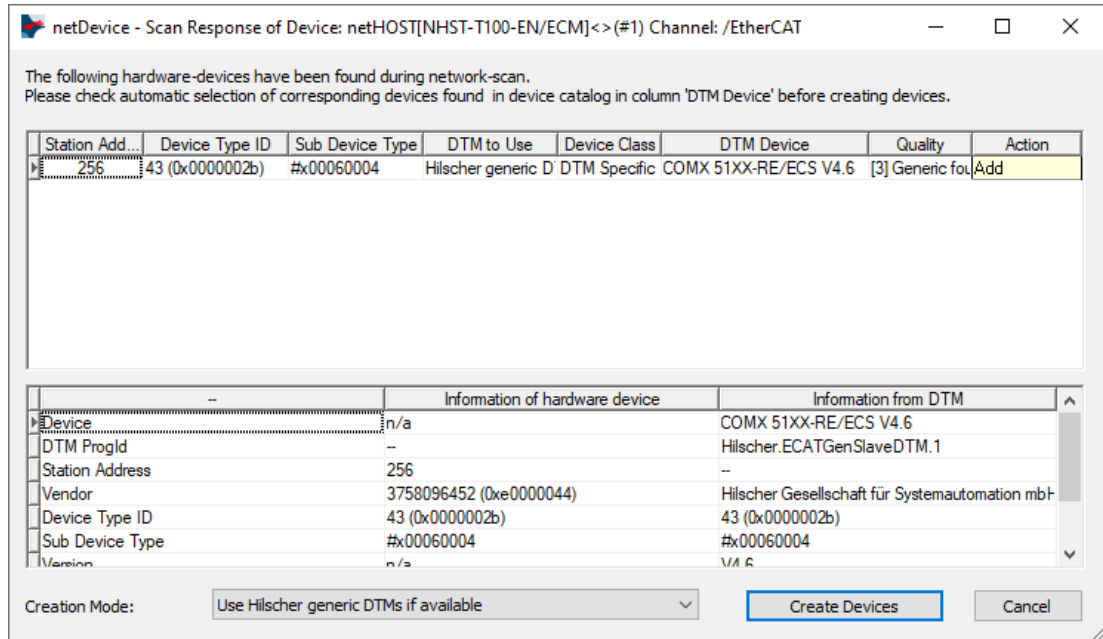 netDevice - Scan Response of Device: netHOST[NHST-T100-EN/ECM]<>(#1) Channel: /EtherCAT
The following hardware-devices have been found during network-scan.
Please check automatic selection of corresponding devices found in device catalog in column 'DTM Device' before creating devices.
Station Add... Device Type ID Sub Device Type DTM to Use Device Class DTM Device Quality Action
256 43 (0x0000002b) #x00060004 Hilscher generic D DTM Specific COMX 51XX-RE/ECS V4.6 [3] Generic fou Add
-- Information of hardware device Information from DTM
Device n/a COMX 51XX-RE/ECS V4.6
DTM ProgId -- Hilscher.ECATGenSlaveDTM.1
Station Address 256 --
Vendor 3758096452 (0xe0000044) Hilscher Gesellschaft für Systemautomation mbH
Device Type ID 43 (0x0000002b) 43 (0x0000002b)
Sub Device Type #x00060004 #x00060004
Version n/a V4.6
Creation Mode: Use Hilscher generic DTMs if available Create Devices Cancel